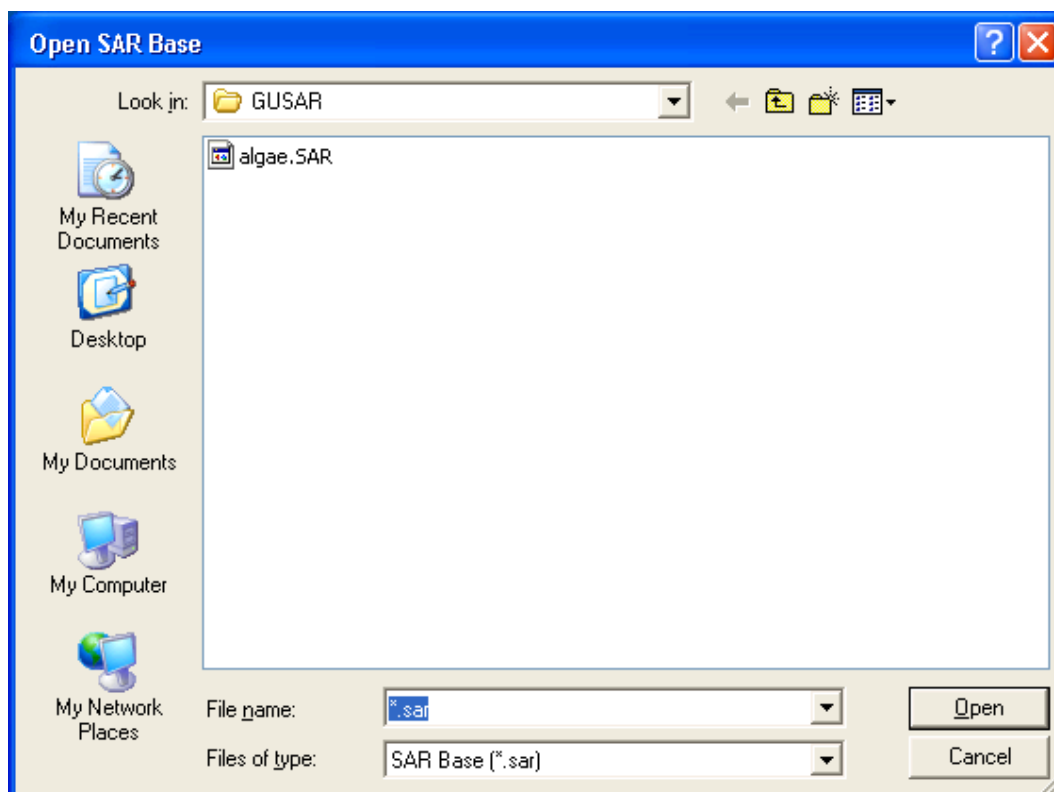 Open SAR Base
Look in:
GUSAR
algae.SAR
My Recent
Documents
Desktop
My Documents
My Computer
My Network
Places
File name:
*.sar
Open
Files of type:
SAR Base (*.sar)
Cancel